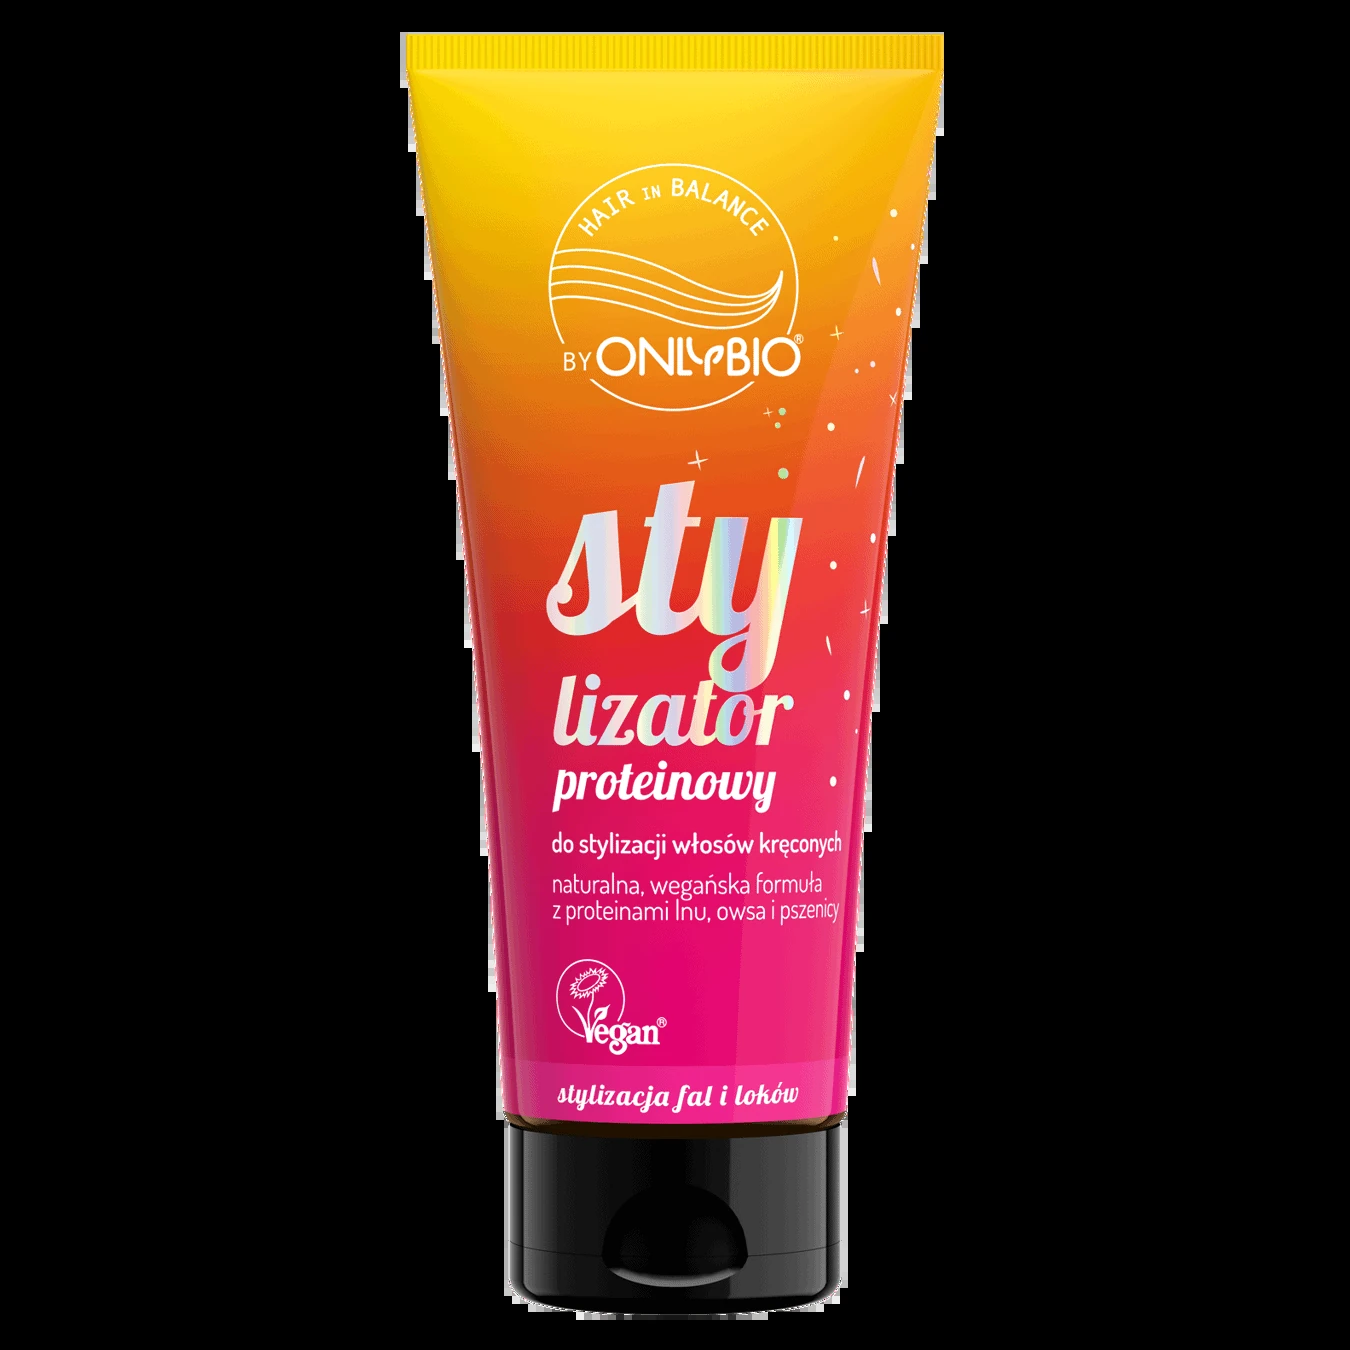 HAIR IN BALANCE
BY ONLYBIO®
sty
lizator
proteinowy
do stylizacji włosów kręconych
naturalna, wegańska formuła
z proteinami lnu, owsa i pszenicy
Vegan®
stylizacja fal i loków